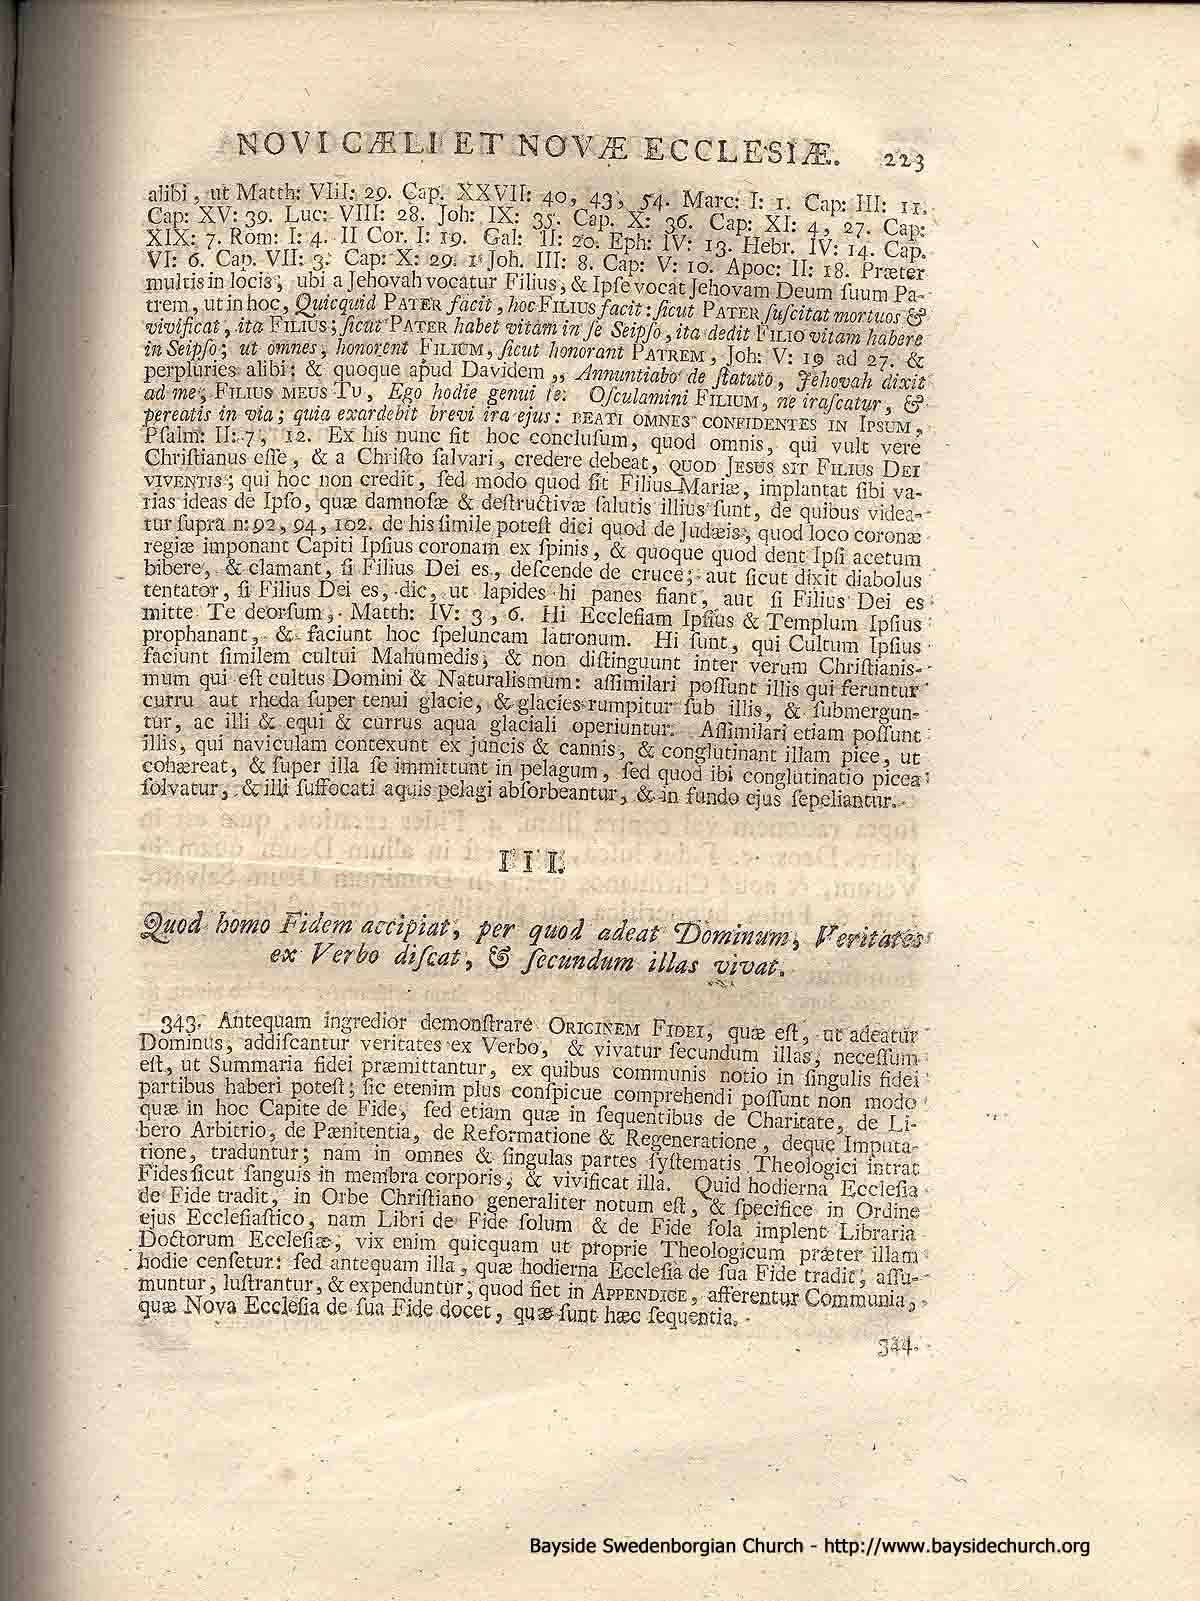 NOVI CÆLI ET NOVÆ ECCLESIÆ. 223
alibi, ut Matth: VIII: 29. Cap. XXVII: 40, 43, 54. Marc: I: 1. Cap: III: 11.
Cap: XV: 39. Luc: VIII: 28. Joh: IX: 35. Cap. X: 36. Cap: XI: 4, 27. Cap:
XIX: 7. Rom: I: 4. II Cor. I: 19. Gal: II: 20. Eph: IV: 13. Hebr. IV: 14. Cap.
VI: 6. Cap. VII: 3. Cap: X: 29. 1 Joh. III: 8. Cap: V: 10. Apoc: II: 18. Præter
multis in locis, ubi a Jehovah vocatur Filius, & Ipſe vocat Jehovam Deum ſuum Pa-
trem, ut in hoc, Quicquid PATER facit, hoc FILIUS facit: ſicut PATER ſuſcitat mortuos &
vivificat, ita FILIUS; ſicut PATER habet vitam in ſe Seipſo, ita dedit FILIO vitam habere
in Seipſo; ut omnes, honorent FILIUM, ſicut honorant PATREM, Joh: V: 19 ad 27. &
perpluries alibi: & quoque apud Davidem ,, Annuntiabo de ſtatuto, Jehovah dixit
ad me, FILIUS MEUS TU, Ego hodie genui te: Oſculamini FILIUM, ne iraſcatur, &
pereatis in via; quia exardebit brevi ira ejus: BEATI OMNES CONFIDENTES IN IPSUM,
Pſalm: II: 7, 12. Ex his nunc fit hoc concluſum, quod omnis, qui vult vere
Chriſtianus eſſe, & a Chriſto ſalvari, credere debeat, QUOD JESUS SIT FILIUS DEI
VIVENTIS; qui hoc non credit, ſed modo quod ſit Filius Mariæ, implantat ſibi va-
rias ideas de Ipſo, quæ damnoſæ & deſtructivæ ſalutis illius ſunt, de quibus videa-
tur ſupra n: 92, 94, 102. de his ſimile poteſt dici quod de Judæis, quod loco coronæ
regiæ imponant Capiti Ipſius coronam ex ſpinis, & quoque quod dent Ipſi acetum
bibere, & clamant, ſi Filius Dei es, deſcende de cruce; aut ſicut dixit diabolus
tentator, ſi Filius Dei es, dic, ut lapides hi panes fiant, aut ſi Filius Dei es
mitte Te deorſum, Matth: IV: 3, 6. Hi Eccleſiam Ipſius & Templum Ipſius
prophanant, & faciunt hoc ſpeluncam latronum. Hi ſunt, qui Cultum Ipſius
faciunt ſimilem cultui Mahumedis, & non diſtinguunt inter verum Chriſtianis-
mum qui eſt cultus Domini & Naturalismum: aſſimilari poſſunt illis qui feruntur
curru aut rheda ſuper tenui glacie, & glacies rumpitur ſub illis, & ſubmergun-
tur, ac illi & equi & currus aqua glaciali operiuntur. Aſſimilari etiam poſſunt
illis, qui naviculam contexunt ex juncis & cannis, & conglutinant illam pice, ut
cohæreat, & ſuper illa ſe immittunt in pelagum, ſed quod ibi conglutinatio picea
ſolvatur, & illi ſuffocati aquis pelagi abſorbeantur, & in fundo ejus ſepeliantur.
III.
Quod homo Fidem accipiat, per quod adeat Dominum, Veritates
ex Verbo diſcat, & ſecundum illas vivat.
343. Antequam ingredior demonſtrare ORIGINEM FIDEI, quæ eſt, ut adeatur
Dominus, addiſcantur veritates ex Verbo, & vivatur ſecundum illas, neceſſum
eſt, ut Summaria fidei præmittantur, ex quibus communis notio in ſingulis fidei
partibus haberi poteſt; ſic etenim plus conſpicue comprehendi poſſunt non modo
quæ in hoc Capite de Fide, ſed etiam quæ in ſequentibus de Charitate, de Li-
bero Arbitrio, de Pænitentia, de Reformatione & Regeneratione, deque Imputa-
tione, traduntur; nam in omnes & ſingulas partes ſyſtematis Theologici intrat
Fides ſicut ſanguis in membra corporis, & vivificat illa. Quid hodierna Eccleſia
de Fide tradit, in Orbe Chriſtiano generaliter notum eſt, & ſpecifice in Ordine
ejus Eccleſiaſtico, nam Libri de Fide ſolum & de Fide ſola implent Libraria
Doctorum Eccleſiæ, vix enim quicquam ut proprie Theologicum præter illam
hodie cenſetur: ſed antequam illa, quæ hodierna Eccleſia de ſua Fide tradit, aſſu-
muntur, luſtrantur, & expenduntur, quod fiet in APPENDICE, afferentur Communia,
quæ Nova Eccleſia de ſua Fide docet, quæ ſunt hæc ſequentia.
344.
Bayside Swedenborgian Church - http://www.baysidechurch.org